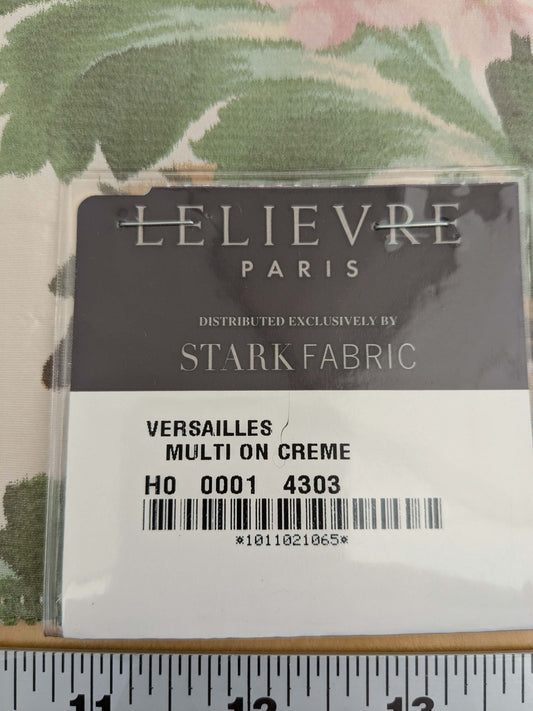 LELIEVRE
PARIS
DISTRIBUTED EXCLUSIVELY BY
STARK FABRIC
VERSAILLES
MULTI ON CREME
H0 0001 4303
*1011021065*
11 12 13